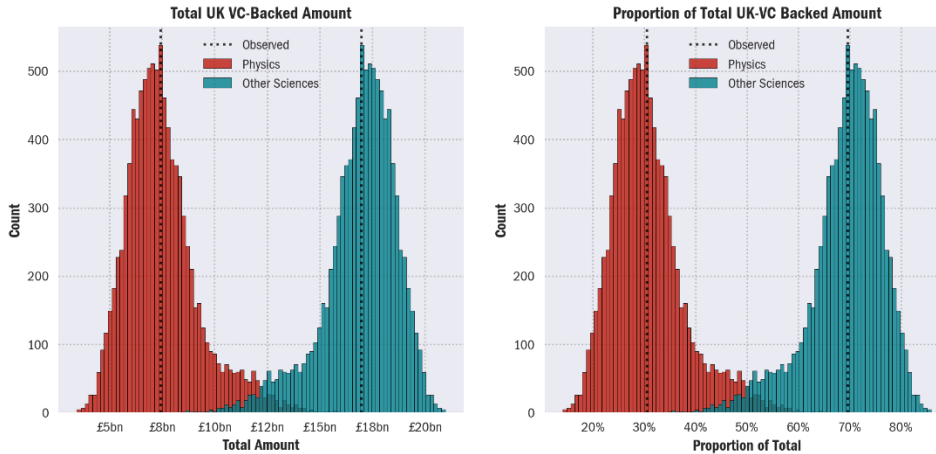 Total UK VC-Backed Amount
Observed
Physics
Other Sciences
Count
500
400
300
200
100
0
£5bn £8bn £10bn £12bn £15bn £18bn £20bn
Total Amount
Proportion of Total UK-VC Backed Amount
Observed
Physics
Other Sciences
Count
500
400
300
200
100
0
20% 30% 40% 50% 60% 70% 80%
Proportion of Total